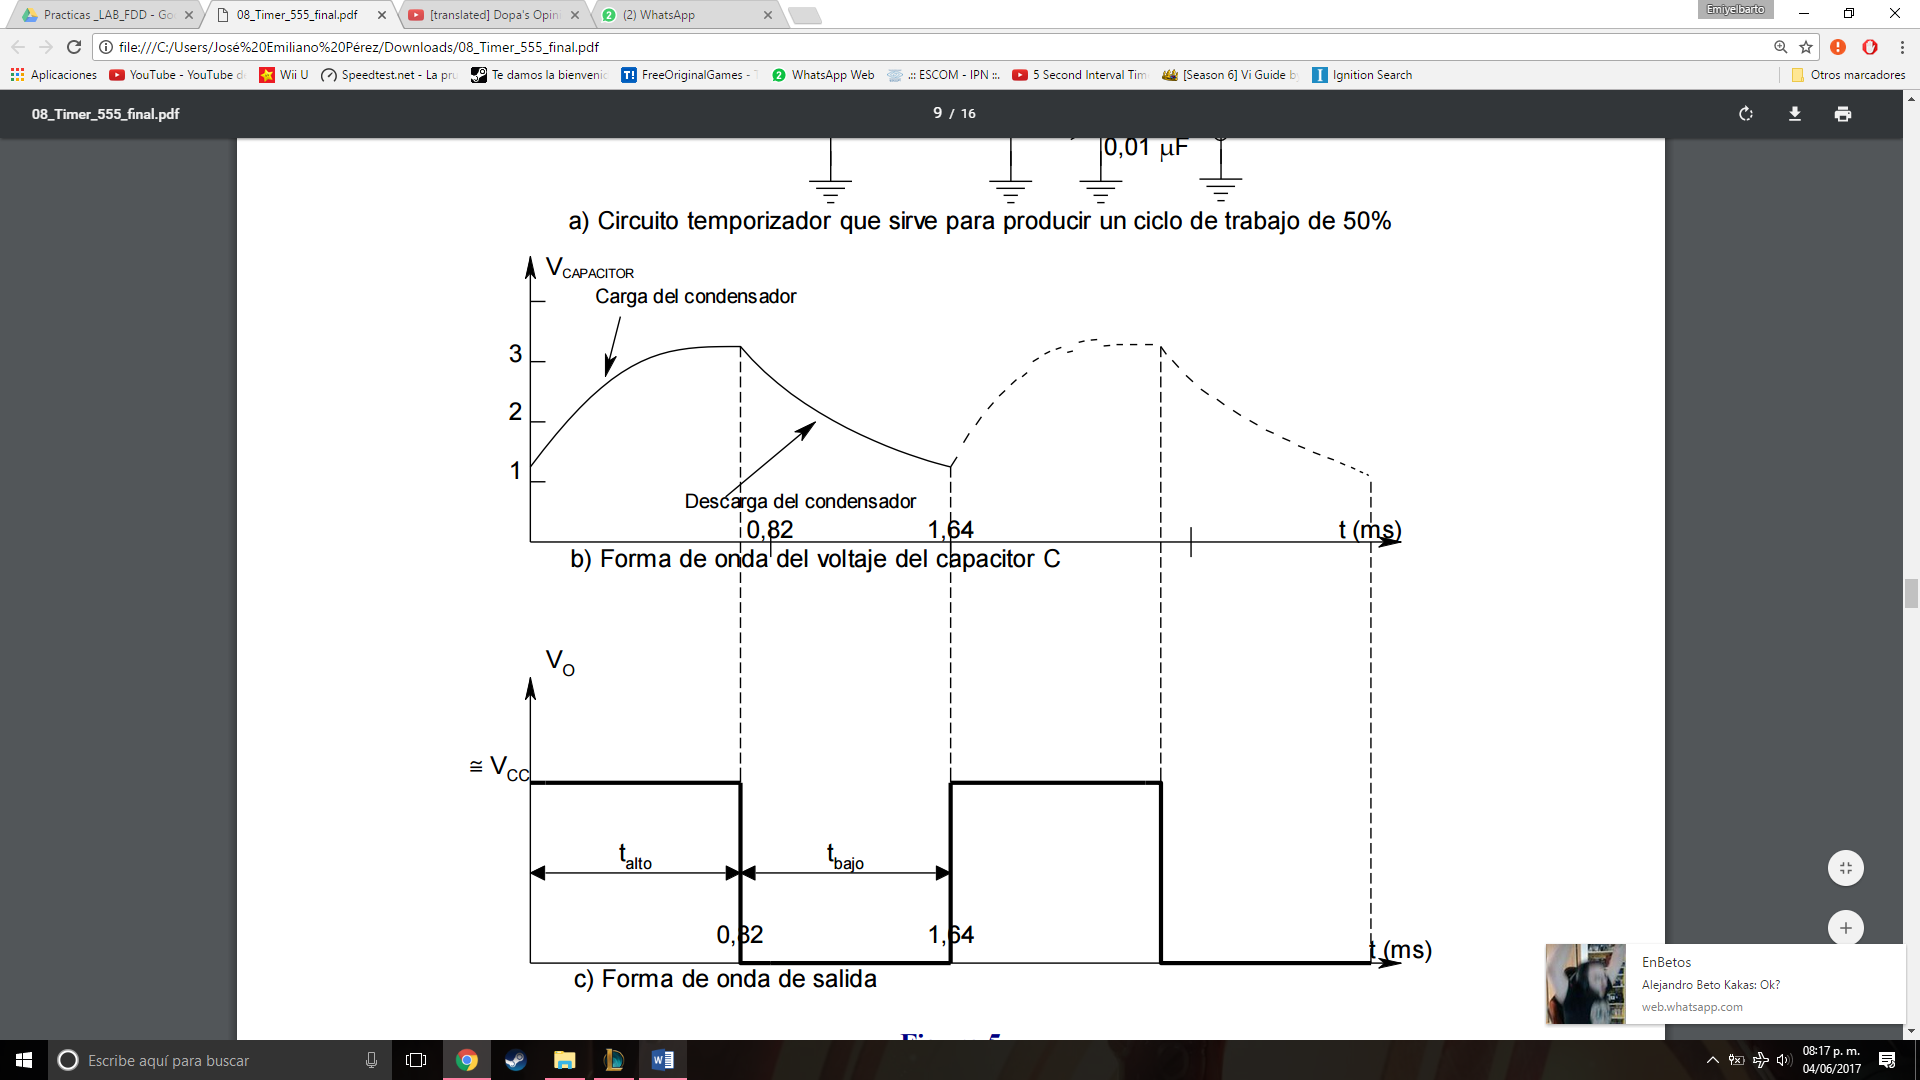 Practicas _LAB_FDD - Go
08_Timer_555_final.pdf
[translated] Dopa's Opin
(2) WhatsApp
Emiyelbarto
file:///C:/Users/José%20Emiliano%20Pérez/Downloads/08_Timer_555_final.pdf
Aplicaciones
YouTube - YouTube de
Wii U
Speedtest.net - La pru
Te damos la bienvenid
FreeOriginalGames -
WhatsApp Web
.:: ESCOM - IPN ::.
5 Second Interval Tim
[Season 6] Vi Guide b
Ignition Search
Otros marcadores
08_Timer_555_final.pdf
9 / 16
0,01 µF
a) Circuito temporizador que sirve para producir un ciclo de trabajo de 50%
VCAPACITOR
Carga del condensador
3
2
1
Descarga del condensador
0,82
1,64
t (ms)
b) Forma de onda del voltaje del capacitor C
VO
≅ VCC
talto
tbajo
0,82
1,64
t (ms)
c) Forma de onda de salida
EnBetos
Alejandro Beto Kakas: Ok?
web.whatsapp.com
Escribe aquí para buscar
08:17 p. m.
04/06/2017